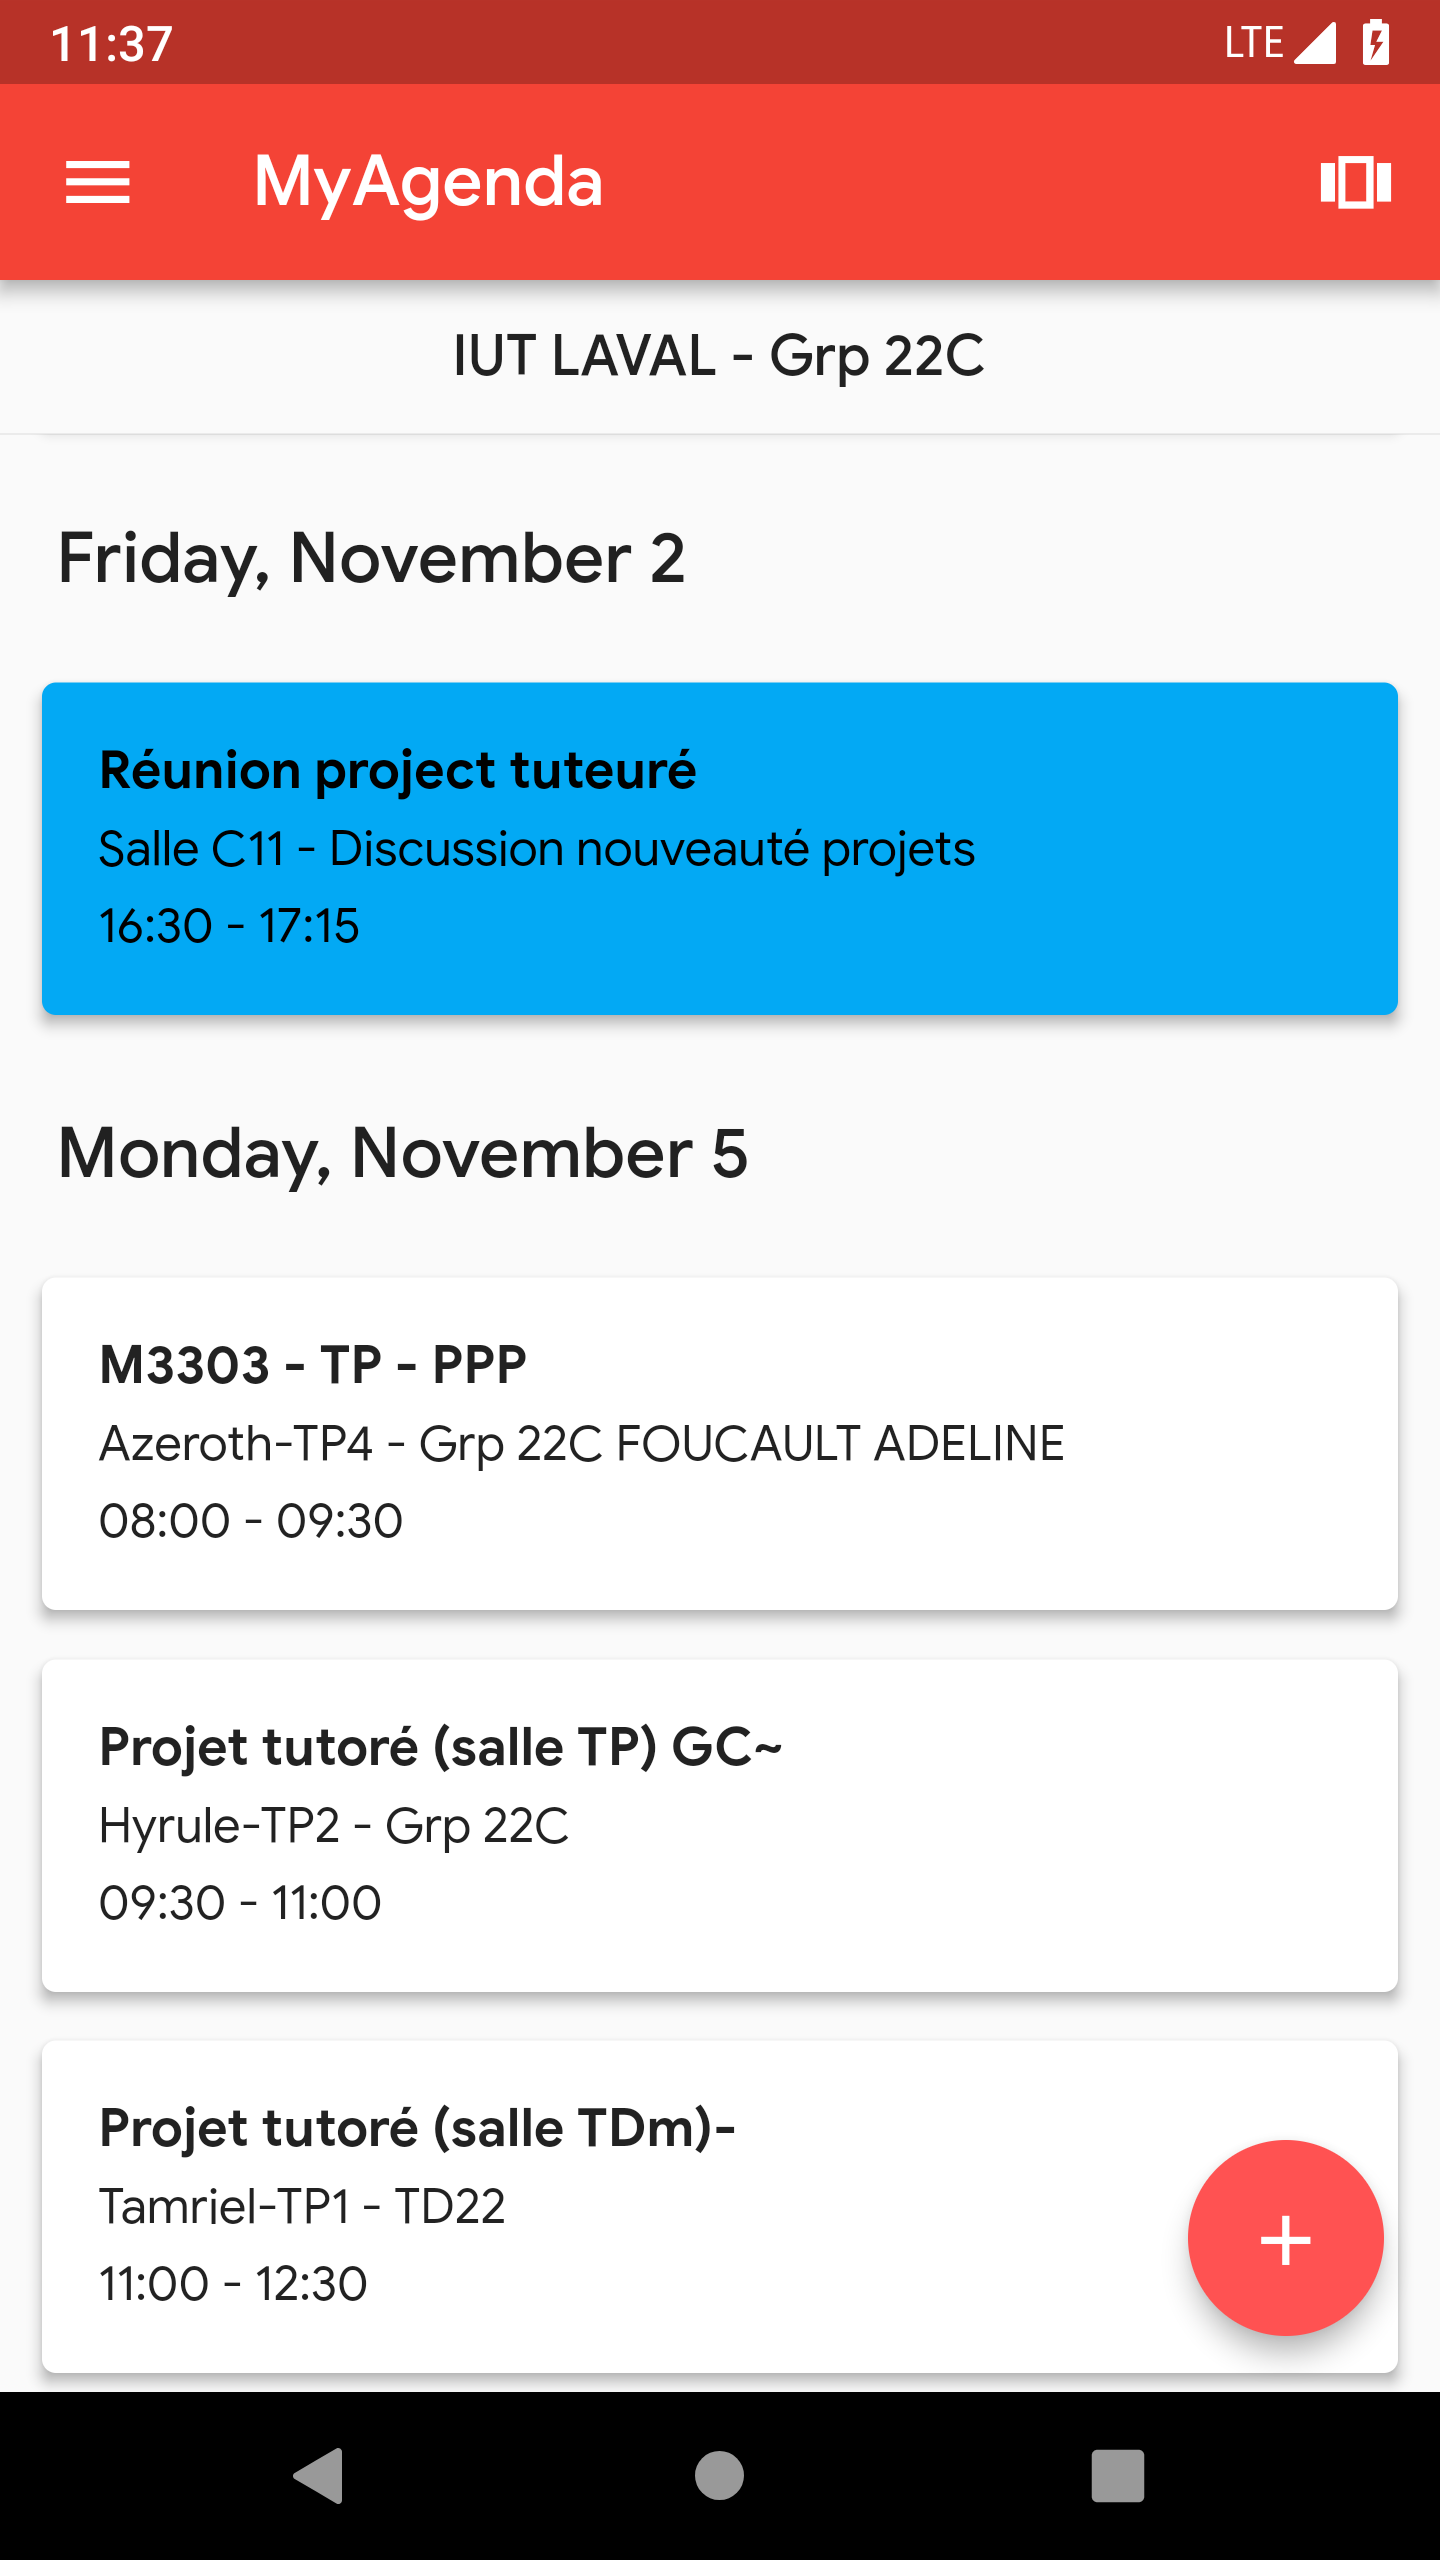 11:37
LTE
MyAgenda
IUT LAVAL - Grp 22C
Friday, November 2
Réunion project tuteuré
Salle C11 - Discussion nouveauté projets
16:30 - 17:15
Monday, November 5
M3303 - TP - PPP
Azeroth-TP4 - Grp 22C FOUCAULT ADELINE
08:00 - 09:30
Projet tutoré (salle TP) GC~
Hyrule-TP2 - Grp 22C
09:30 - 11:00
Projet tutoré (salle TDm)-
Tamriel-TP1 - TD22
11:00 - 12:30